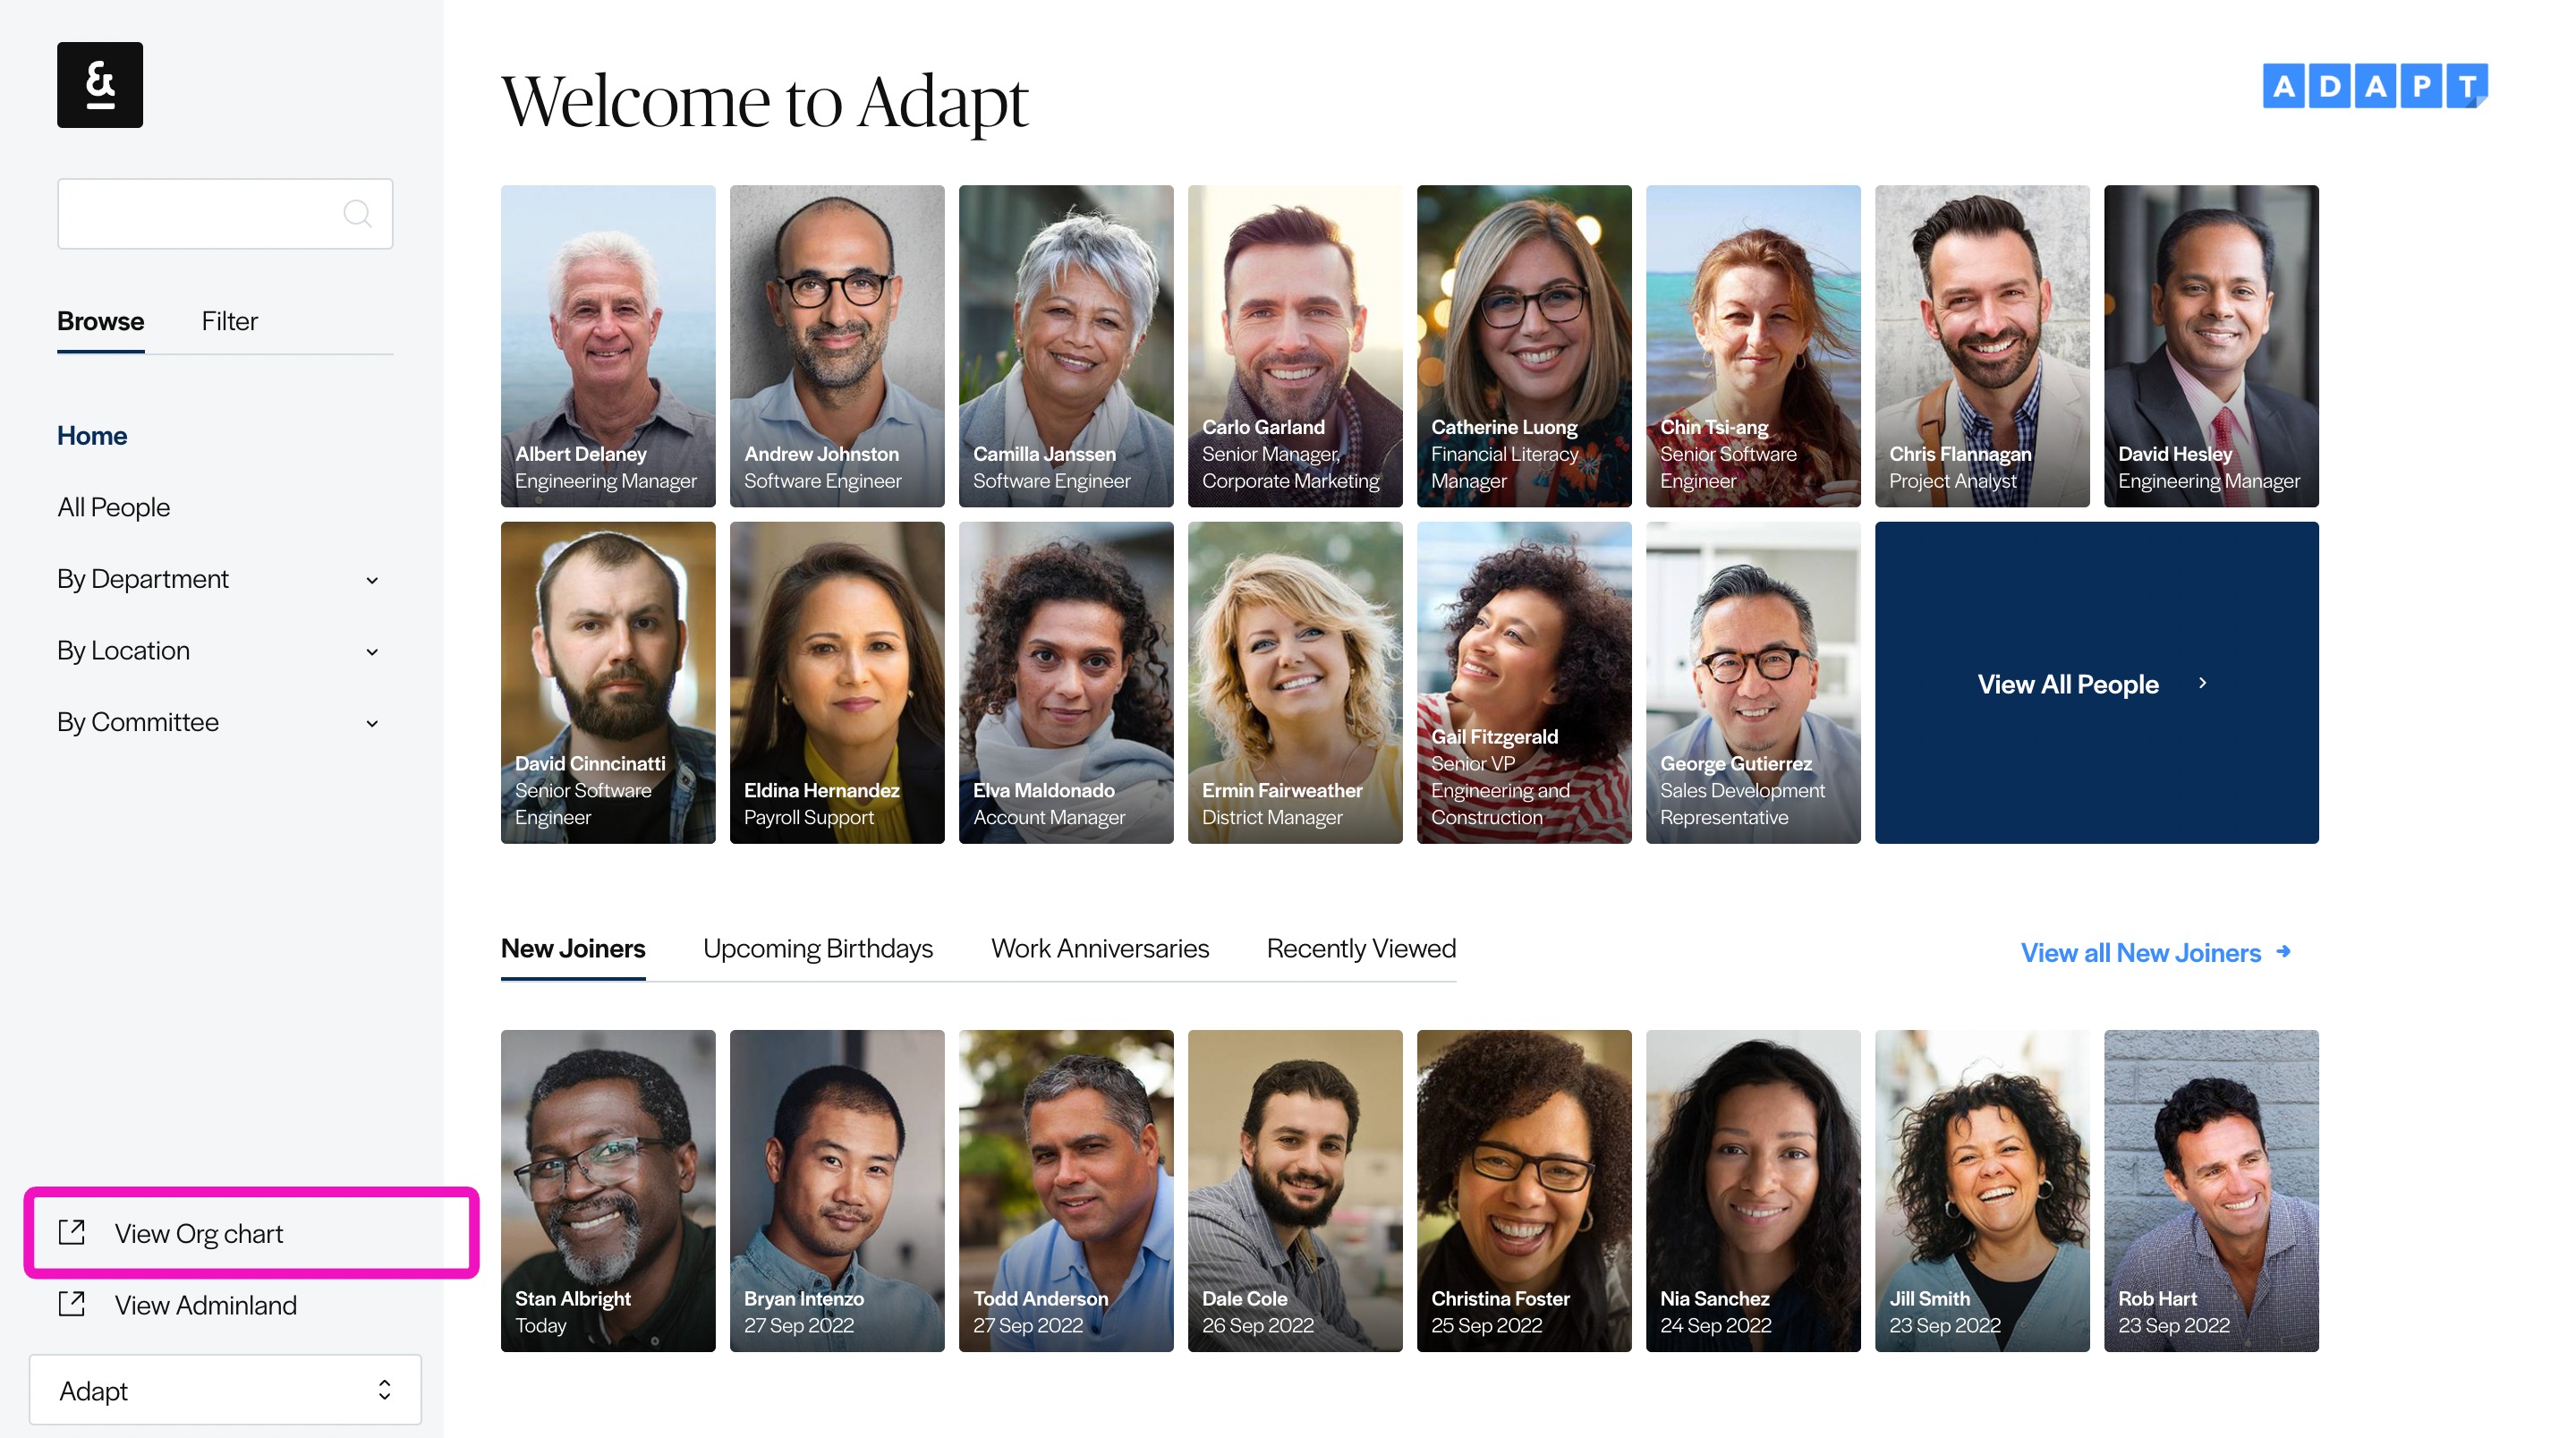 &
Welcome to Adapt
ADAPT
Browse
Filter
Home
All People
By Department
By Location
By Committee
Albert Delaney
Engineering Manager
Andrew Johnston
Software Engineer
Camilla Janssen
Software Engineer
Carlo Garland
Senior Manager,
Corporate Marketing
Catherine Luong
Financial Literacy
Manager
Chin Tsi-ang
Senior Software
Engineer
Chris Flannagan
Project Analyst
David Hesley
Engineering Manager
David Cinncinatti
Senior Software
Engineer
Eldina Hernandez
Payroll Support
Elva Maldonado
Account Manager
Ermin Fairweather
District Manager
Gail Fitzgerald
Senior VP
Engineering and
Construction
George Gutierrez
Sales Development
Representative
View All People
New Joiners
Upcoming Birthdays
Work Anniversaries
Recently Viewed
View all New Joiners
Stan Albright
Today
Bryan Intenzo
27 Sep 2022
Todd Anderson
27 Sep 2022
Dale Cole
26 Sep 2022
Christina Foster
25 Sep 2022
Nia Sanchez
24 Sep 2022
Jill Smith
23 Sep 2022
Rob Hart
23 Sep 2022
View Org chart
View Adminland
Adapt